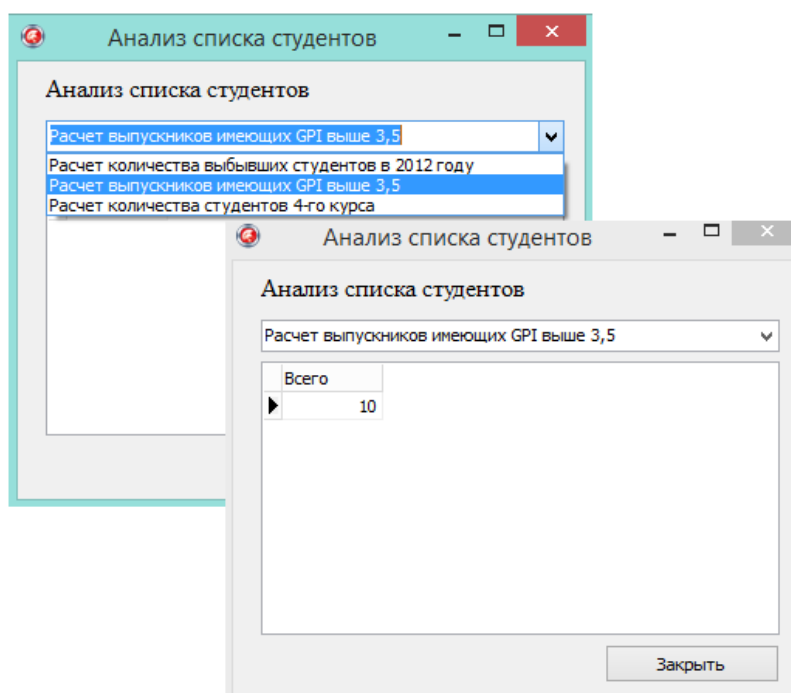 Анализ списка студентов
Анализ списка студентов
Расчет выпускников имеющих GPI выше 3,5
Расчет количества выбывших студентов в 2012 году
Расчет выпускников имеющих GPI выше 3,5
Расчет количества студентов 4-го курса
Анализ списка студентов
Анализ списка студентов
Расчет выпускников имеющих GPI выше 3,5
Всего
10
Закрыть